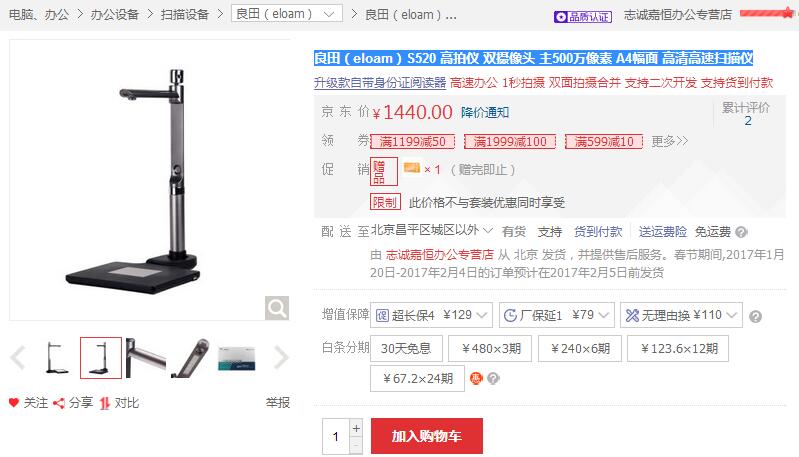 电脑、办公 > 办公设备 > 扫描设备 > 良田（eloam） > 良田（eloam）...
品质认证 志诚嘉恒办公专营店
良田（eloam）S520 高拍仪 双摄像头 主500万像素 A4幅面 高清高速扫描仪
升级款自带身份证阅读器 高速办公 1秒拍摄 双面拍摄合并 支持二次开发 支持货到付款
京东价 ¥1440.00 降价通知 累计评价
2
领券 满1199减50 满1999减100 满599减10 更多>>
促销 赠品 × 1 （赠完即止）
限制 此价格不与套装优惠同时享受
配送至 北京昌平区城区以外 有货 支持 货到付款 送运费险 免运费
由 志诚嘉恒办公专营店 从 北京 发货，并提供售后服务。春节期间,2017年1月
20日-2017年2月4日的订单预计在2017年2月5日前发货
增值保障 促 超长保4 ¥129 厂保延1 ¥79 无理由换 ¥110
白条分期 30天免息 ¥480×3期 ¥240×6期 ¥123.6×12期
¥67.2×24期 惠
关注 分享 对比 举报
1 + - 加入购物车